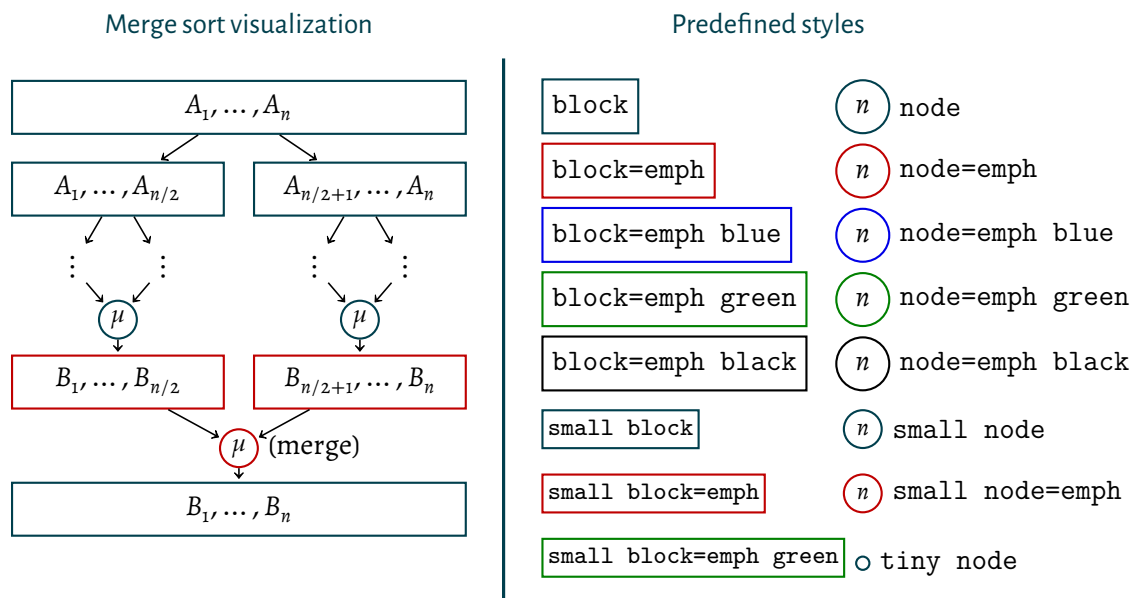 Merge sort visualization
A₁, … , Aₙ
A₁, … , Aₙ/₂
Aₙ/₂₊₁, … , Aₙ
⋮ ⋮ ⋮ ⋮
μ μ
B₁, … , Bₙ/₂
Bₙ/₂₊₁, … , Bₙ
μ (merge)
B₁, … , Bₙ
Predefined styles
block
n node
block=emph
n node=emph
block=emph blue
n node=emph blue
block=emph green
n node=emph green
block=emph black
n node=emph black
small block
n small node
small block=emph
n small node=emph
small block=emph green
tiny node